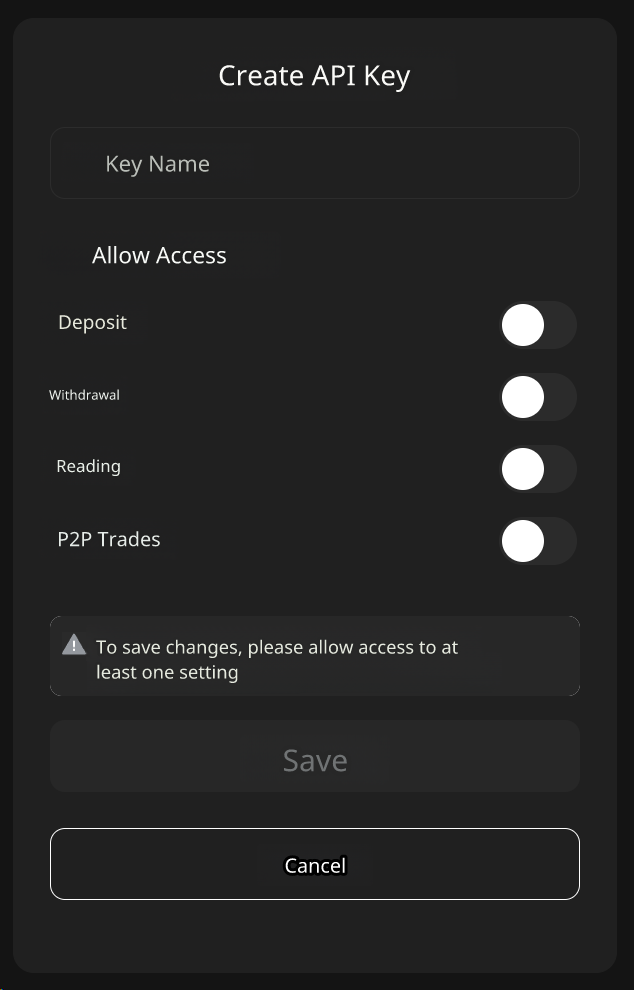 Create API Key
Key Name
Allow Access
Deposit
Withdrawal
Reading
P2P Trades
To save changes, please allow access to at
least one setting
Save
Cancel